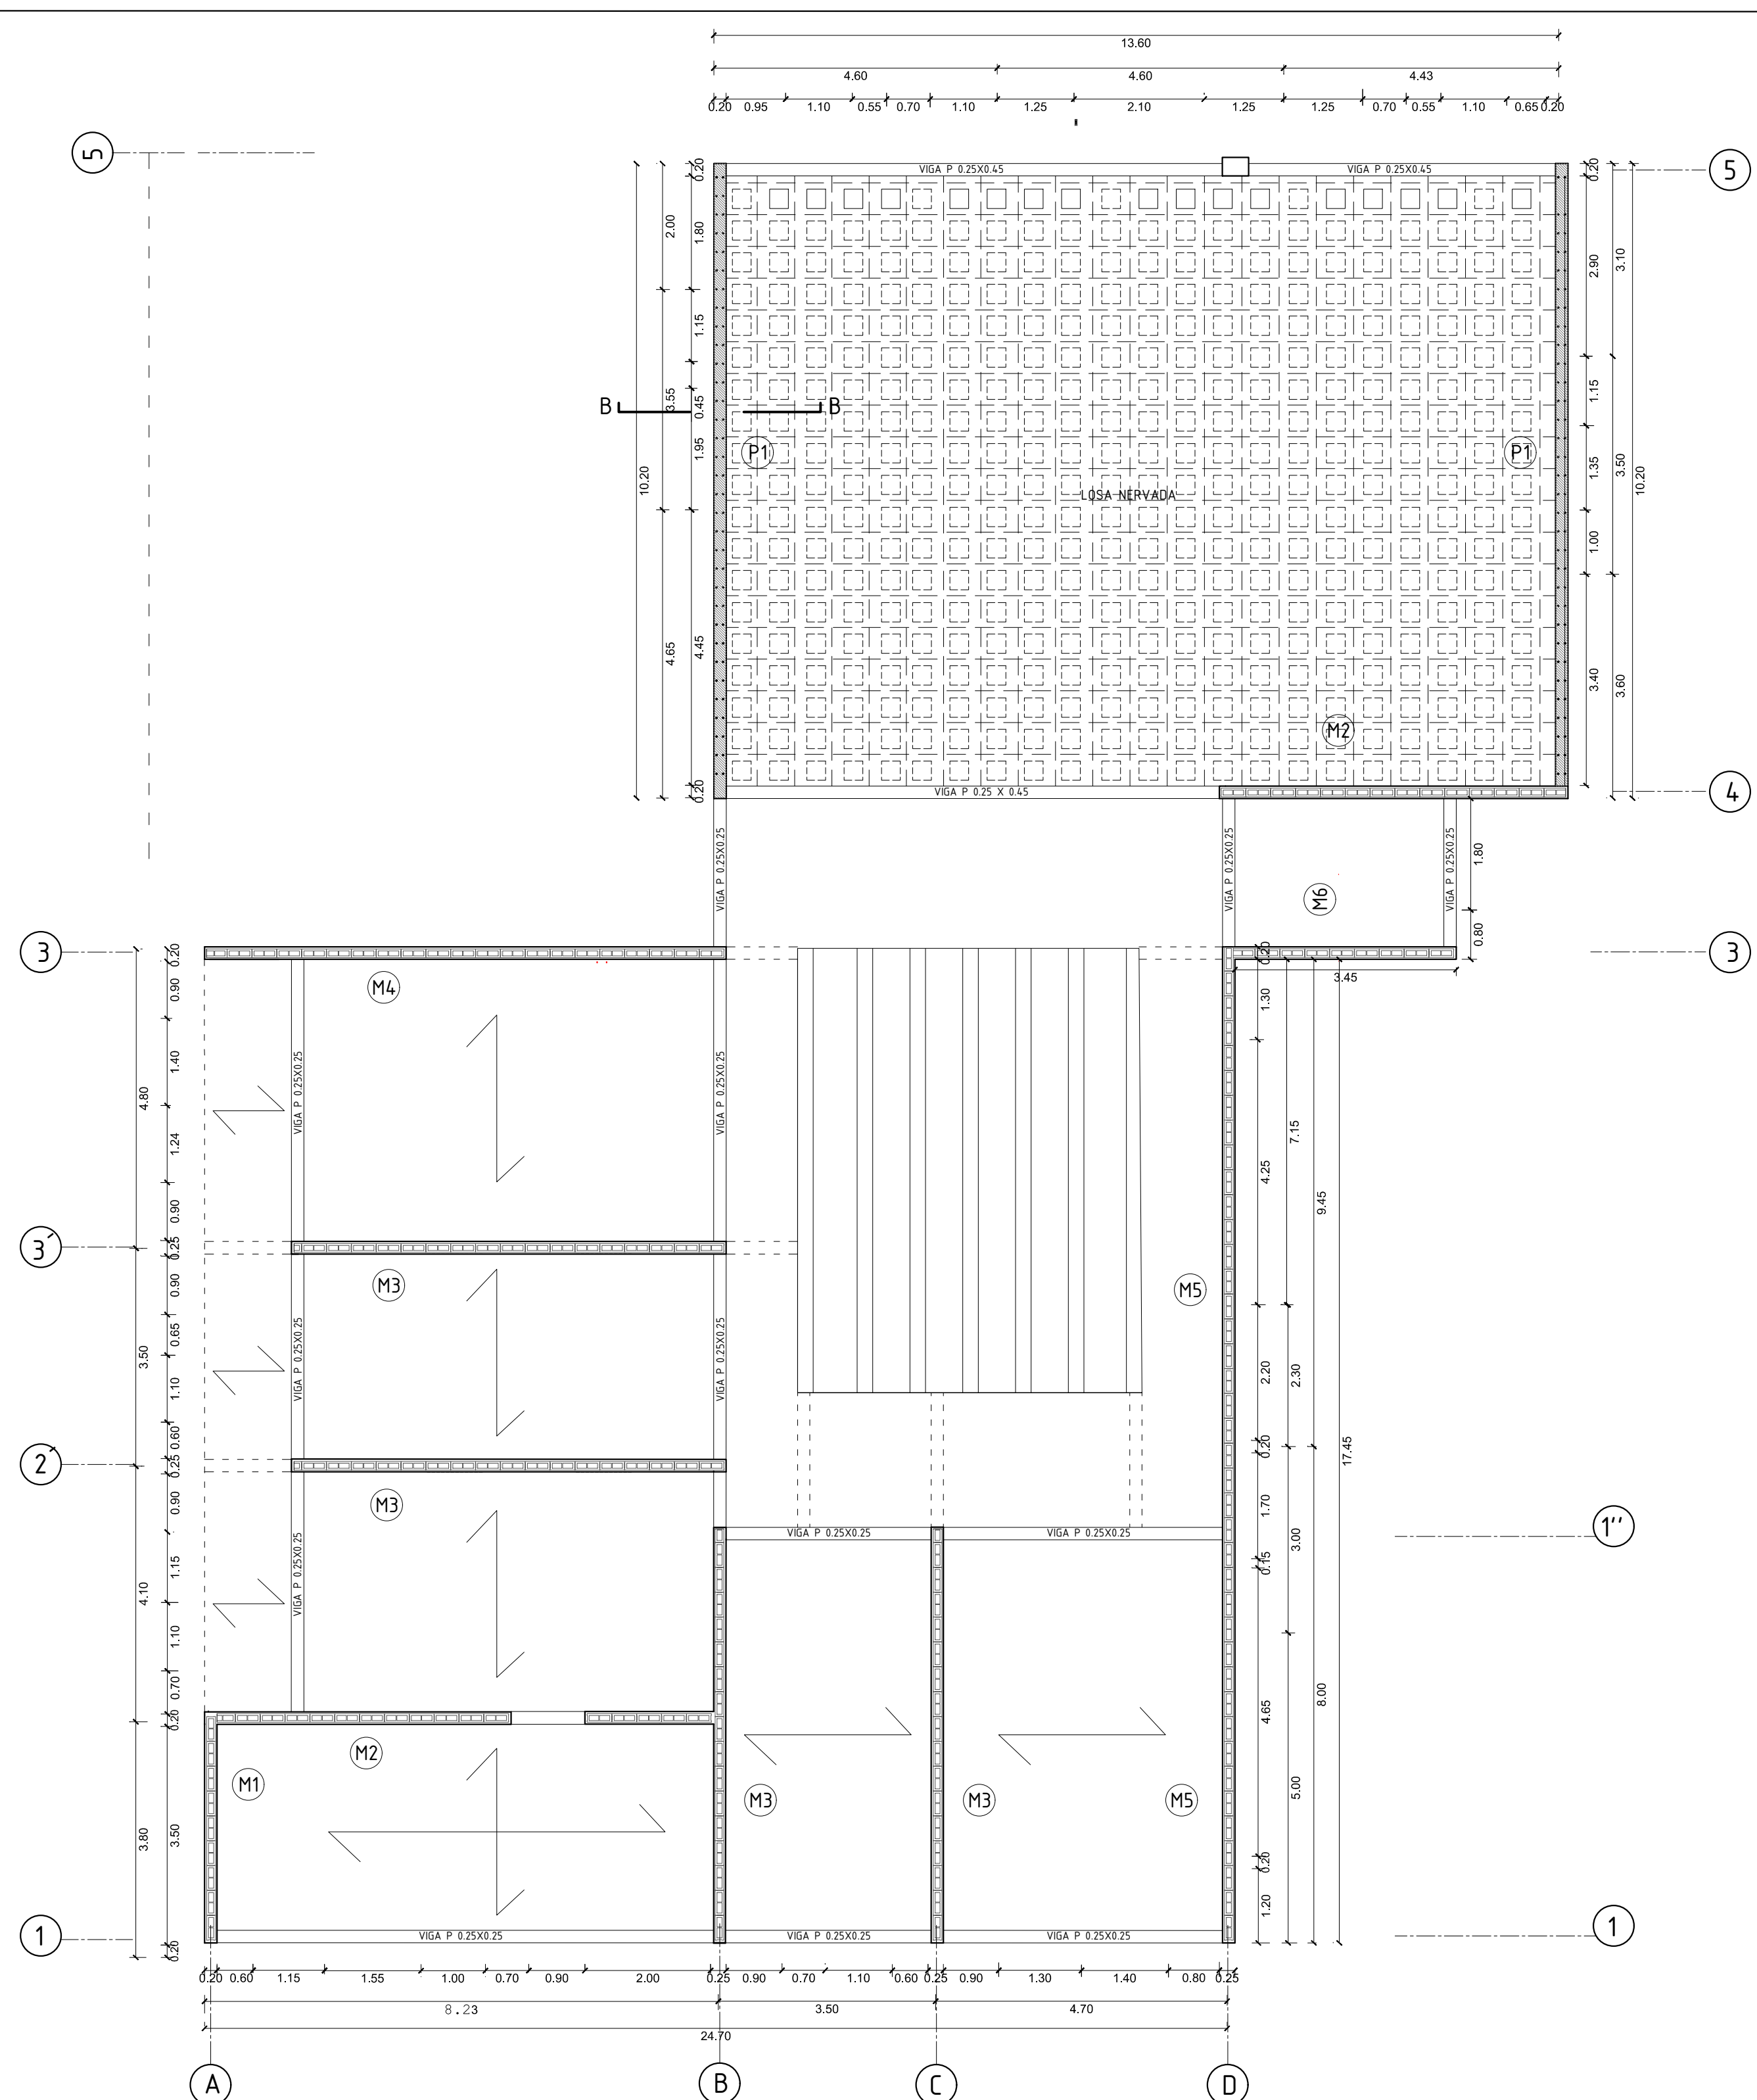 13.60
4.60 4.60 4.43
0.20 0.95 1.10 0.55 0.70 1.10 1.25 2.10 1.25 1.25 0.70 0.55 1.10 0.65 0.20
5
5
VIGA P 0.25X0.45
VIGA P 0.25X0.45
0.20
1.80
1.15
0.45
1.95
4.45
0.20
2.00
3.55
4.65
10.20
0.20
2.90
1.15
1.35
1.00
3.40
3.10
3.50
3.60
10.20
B
B
P1
P1
LOSA NERVADA
M2
VIGA P 0.25 X 0.45
4
VIGA P 0.25X0.25
VIGA P 0.25X0.25
VIGA P 0.25X0.25
M6
1.80
0.80
3
3
3.45
M4
VIGA P 0.25X0.25
VIGA P 0.25X0.25
0.20
0.90
1.40
1.24
0.90
0.25
0.90
0.65
1.10
0.60
0.25
0.90
1.15
1.10
0.70
0.20
3.50
0.20
4.80
3.50
4.10
3.80
3´
M3
VIGA P 0.25X0.25
VIGA P 0.25X0.25
M5
2´
M3
VIGA P 0.25X0.25
0.20
1.30
4.25
2.20
0.20
1.70
0.15
4.65
0.20
1.20
7.15
2.30
3.00
5.00
9.45
8.00
17.45
VIGA P 0.25X0.25
VIGA P 0.25X0.25
1''
M2
M1
M3
M3
M5
1
1
VIGA P 0.25X0.25
VIGA P 0.25X0.25
VIGA P 0.25X0.25
0.20 0.60 1.15 1.55 1.00 0.70 0.90 2.00 0.25 0.90 0.70 1.10 0.60 0.25 0.90 1.30 1.40 0.80 0.25
8.23 3.50 4.70
24.70
A B C D